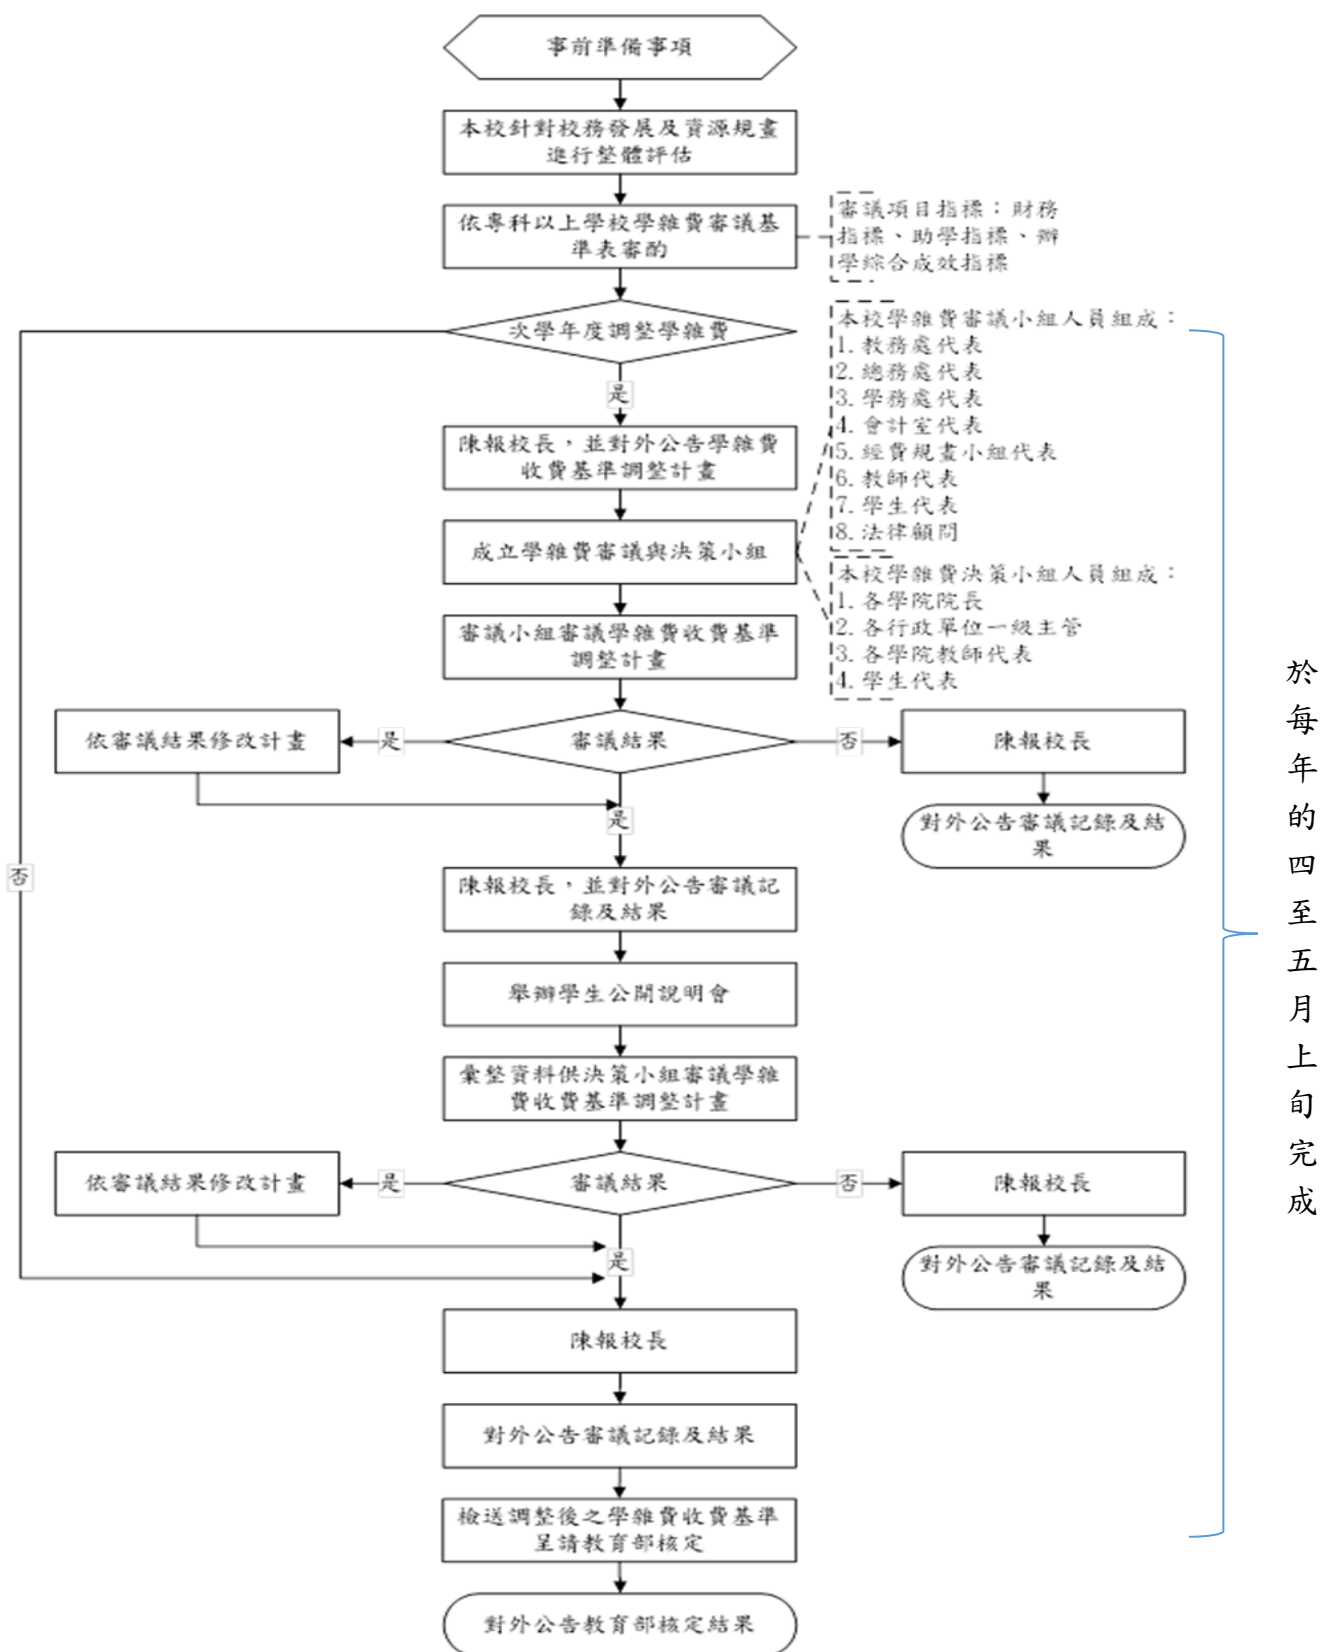 事前準備事項
本校針對校務發展及資源規畫
進行整體評估
依專科以上學校學雜費審議基
準表審酌
審議項目指標：財務
指標、助學指標、辦
學綜合成效指標
次學年度調整學雜費
是
否
本校學雜費審議小組人員組成：
1. 教務處代表
2. 總務處代表
3. 學務處代表
4. 會計室代表
5. 經費規畫小組代表
6. 教師代表
7. 學生代表
8. 法律顧問
陳報校長，並對外公告學雜費
收費基準調整計畫
成立學雜費審議與決策小組
本校學雜費決策小組人員組成：
1. 各學院院長
2. 各行政單位一級主管
3. 各學院教師代表
4. 學生代表
審議小組審議學雜費收費基準
調整計畫
依審議結果修改計畫
是
審議結果
否
陳報校長
是
對外公告審議記錄及結
果
陳報校長，並對外公告審議記
錄及結果
舉辦學生公開說明會
彙整資料供決策小組審議學雜
費收費基準調整計畫
依審議結果修改計畫
是
審議結果
否
陳報校長
是
對外公告審議記錄及結
果
陳報校長
對外公告審議記錄及結果
檢送調整後之學雜費收費基準
呈請教育部核定
對外公告教育部核定結果
於每年的四至五月上旬完成